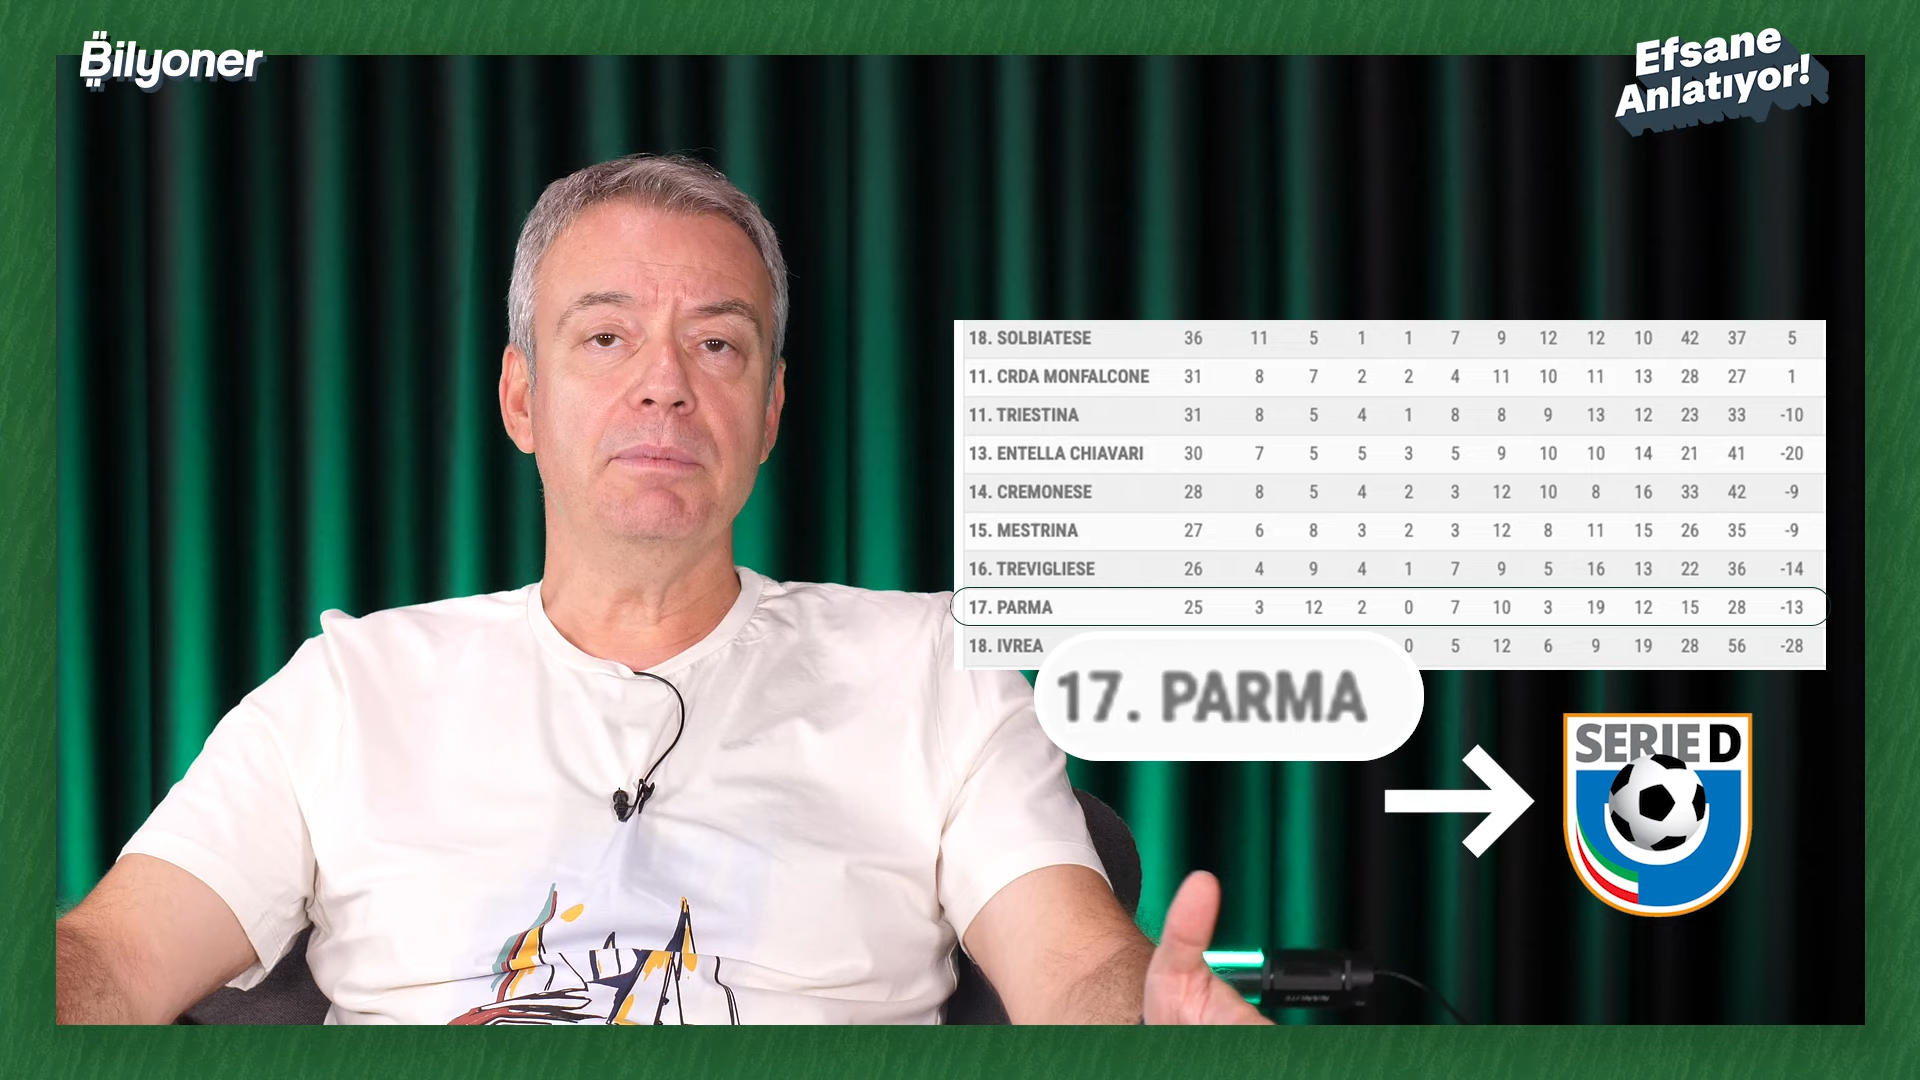 Bilyoner
Efsane
Anlatıyor!
18. SOLBIATESE 36 11 5 1 1 7 9 12 12 10 42 37 5
11. CRDA MONFALCONE 31 8 7 2 2 4 11 10 11 13 28 27 1
11. TRIESTINA 31 8 5 4 1 8 8 9 13 12 23 33 -10
13. ENTELLA CHIAVARI 30 7 5 5 3 5 9 10 10 14 21 41 -20
14. CREMONESE 28 8 5 4 2 3 12 10 8 16 33 42 -9
15. MESTRINA 27 6 8 3 2 3 12 8 11 15 26 35 -9
16. TREVIGLIESE 26 4 9 4 1 7 9 5 16 13 22 36 -14
17. PARMA 25 3 12 2 0 7 10 3 19 12 15 28 -13
18. IVREA 0 5 12 6 9 19 28 56 -28
17. PARMA
SERIE D